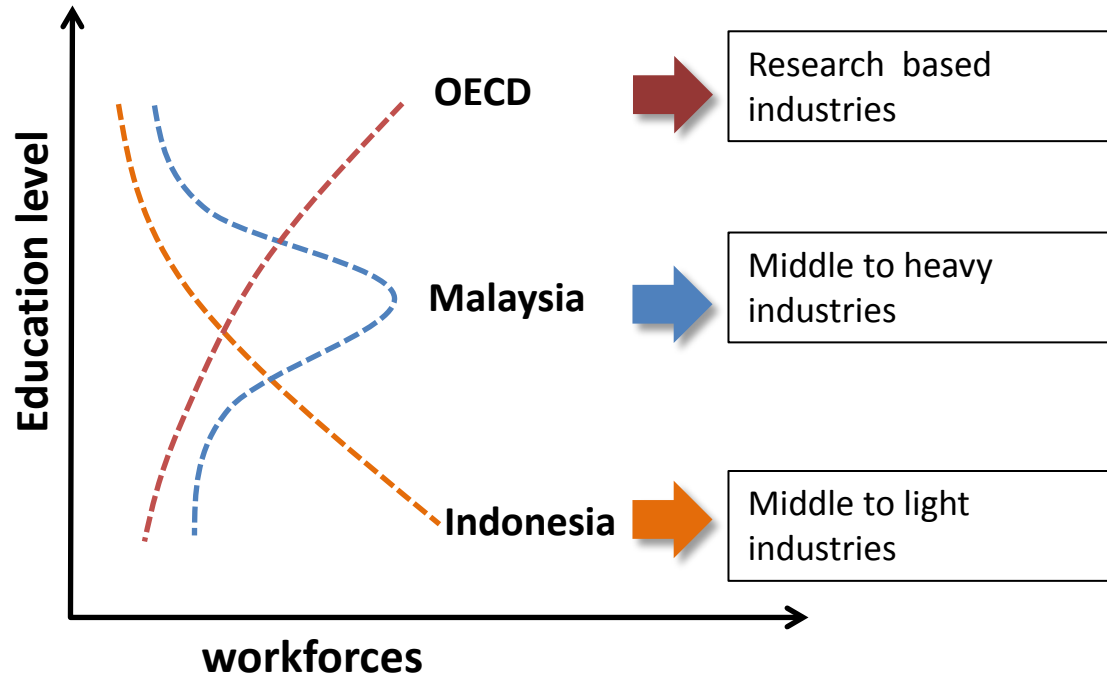 Education level
OECD
Research based
industries
Malaysia
Middle to heavy
industries
Indonesia
Middle to light
industries
workforces